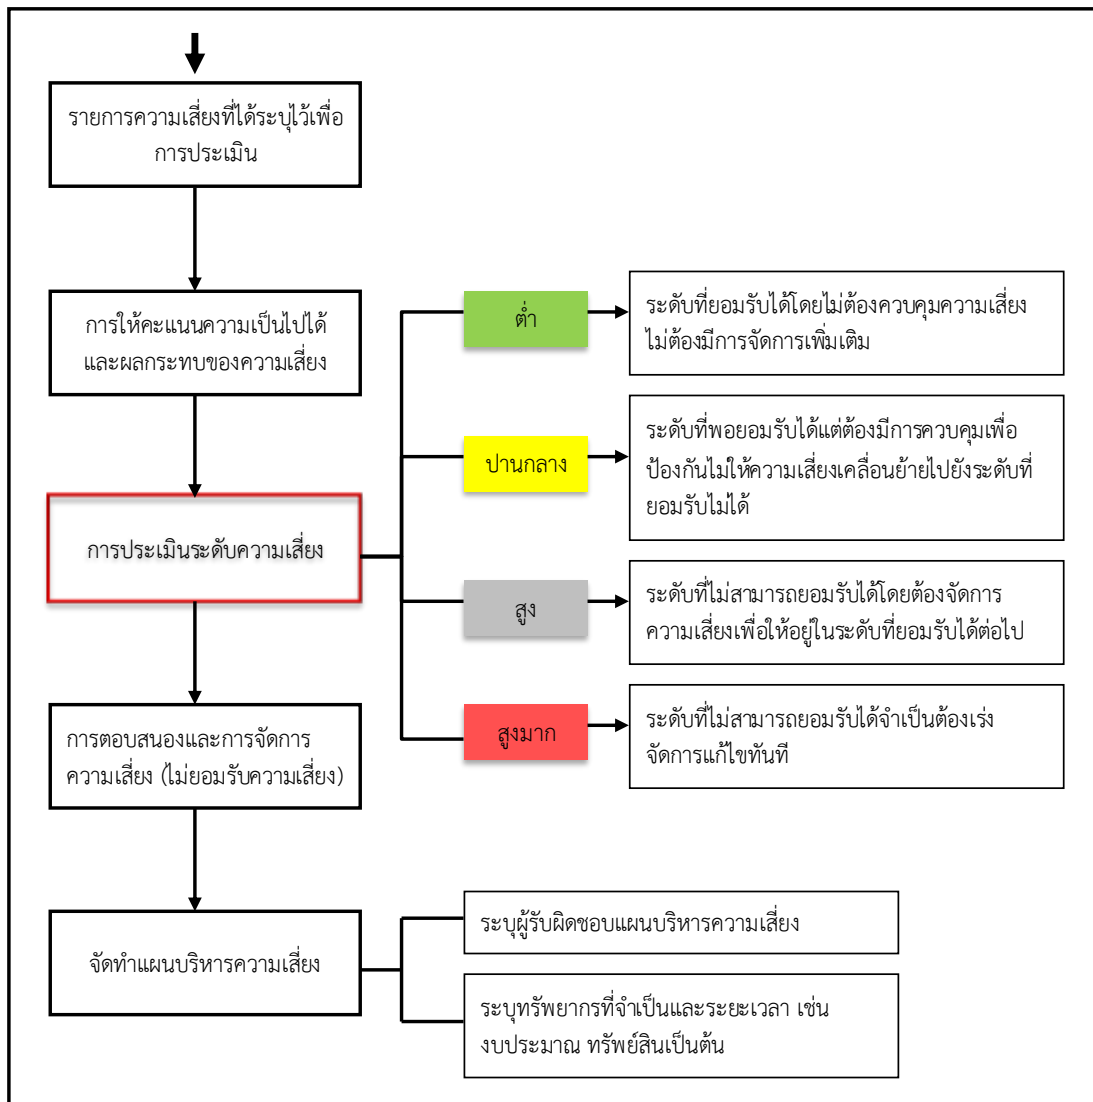 รายการความเสี่ยงที่ได้ระบุไว้เพื่อ
การประเมิน
การให้คะแนนความเป็นไปได้
และผลกระทบของความเสี่ยง
การประเมินระดับความเสี่ยง
ต่ำ
ระดับที่ยอมรับได้โดยไม่ต้องควบคุมความเสี่ยง
ไม่ต้องมีการจัดการเพิ่มเติม
ปานกลาง
ระดับที่พอยอมรับได้แต่ต้องมีการควบคุมเพื่อ
ป้องกันไม่ให้ความเสี่ยงเคลื่อนย้ายไปยังระดับที่
ยอมรับไม่ได้
สูง
ระดับที่ไม่สามารถยอมรับได้โดยต้องจัดการ
ความเสี่ยงเพื่อให้อยู่ในระดับที่ยอมรับได้ต่อไป
สูงมาก
ระดับที่ไม่สามารถยอมรับได้จำเป็นต้องเร่ง
จัดการแก้ไขทันที
การตอบสนองและการจัดการ
ความเสี่ยง (ไม่ยอมรับความเสี่ยง)
จัดทำแผนบริหารความเสี่ยง
ระบุผู้รับผิดชอบแผนบริหารความเสี่ยง
ระบุทรัพยากรที่จำเป็นและระยะเวลา เช่น
งบประมาณ ทรัพย์สินเป็นต้น